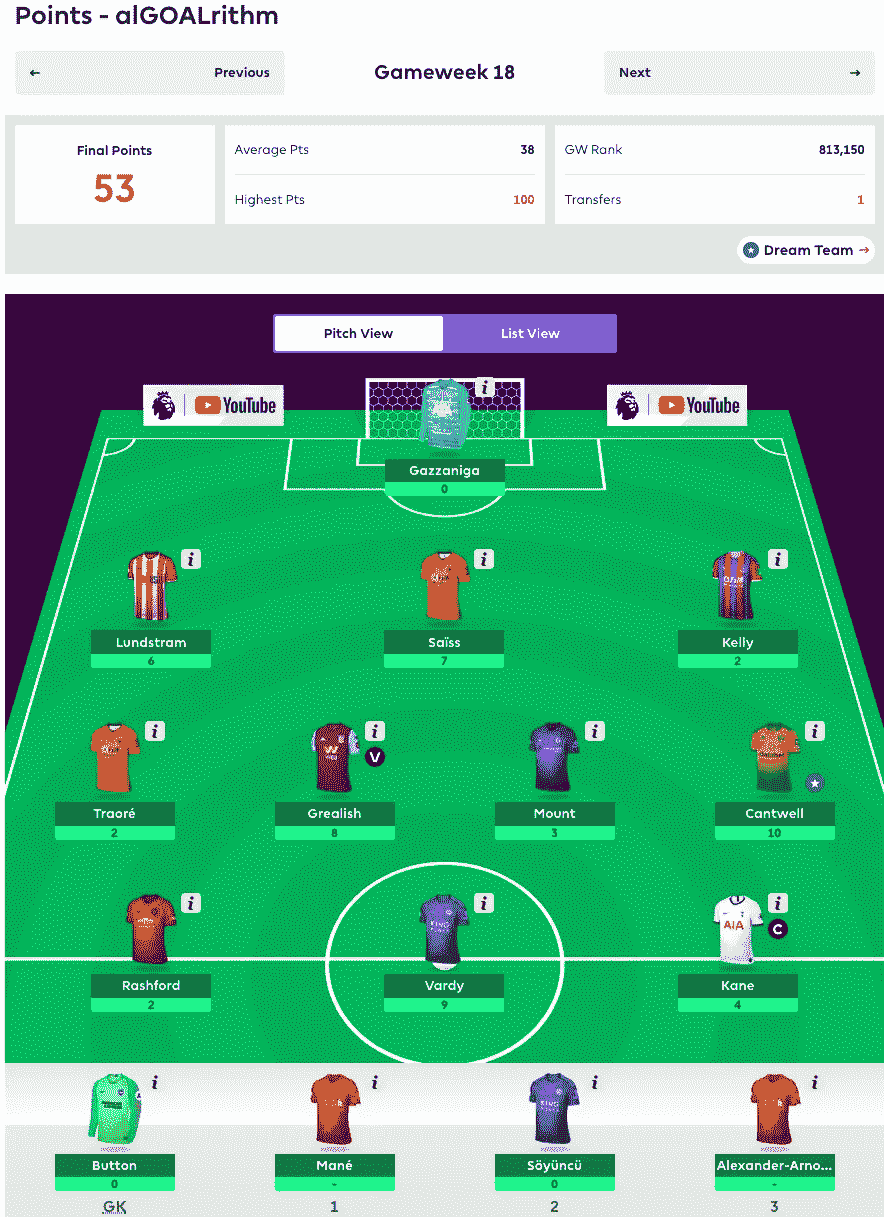 Points - alGOALrithm
← Previous
Gameweek 18
Next →
Final Points
53
Average Pts 38
Highest Pts 100
GW Rank 813,150
Transfers 1
Dream Team →
Pitch View
List View
YouTube
YouTube
i
Gazzaniga
0
i
i
i
Lundstram
6
Saïss
7
Kelly
2
i
i
i
i
V
Traoré
2
Grealish
8
Mount
3
Cantwell
10
i
i
i
AIA
C
Rashford
2
Vardy
9
Kane
4
i
i
i
i
Button
0
Mané
-
Söyüncü
0
Alexander-Arno...
-
GK
1
2
3